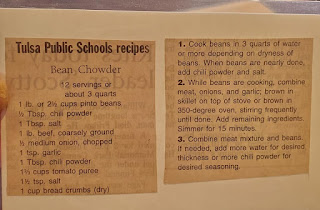 Tulsa Public Schools recipes
Bean Chowder
12 servings or
about 3 quarts
1 lb. or 2½ cups pinto beans
½ Tbsp. chili powder
1 Tbsp. salt
1 lb. beef, coarsely ground
½ medium onion, chopped
1 tsp. garlic
1 Tbsp. chili powder
1⅓ cups tomato puree
1½ tsp. salt
1 cup bread crumbs (dry)
1. Cook beans in 3 quarts of water
or more depending on dryness of
beans. When beans are nearly done,
add chili powder and salt.
2. While beans are cooking, combine
meat, onions, and garlic; brown in
skillet on top of stove or brown in
350-degree oven, stirring frequently
until done. Add remaining ingredients.
Simmer for 15 minutes.
3. Combine meat mixture and beans.
If needed, add more water for desired
thickness or more chili powder for
desired seasoning.